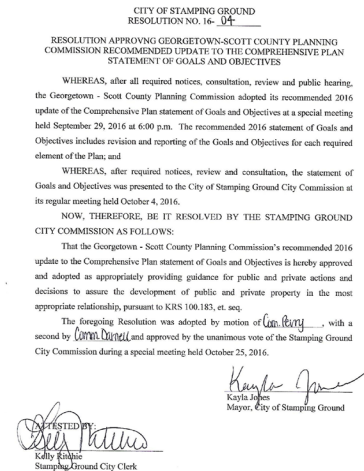 CITY OF STAMPING GROUND
RESOLUTION NO. 16- 04
RESOLUTION APPROVNG GEORGETOWN-SCOTT COUNTY PLANNING
COMMISSION RECOMMENDED UPDATE TO THE COMPREHENSIVE PLAN
STATEMENT OF GOALS AND OBJECTIVES
WHEREAS, after all required notices, consultation, review and public hearing,
the Georgetown - Scott County Planning Commission adopted its recommended 2016
update of the Comprehensive Plan statement of Goals and Objectives at a special meeting
held September 29, 2016 at 6:00 p.m. The recommended 2016 statement of Goals and
Objectives includes revision and reporting of the Goals and Objectives for each required
element of the Plan; and
WHEREAS, after required notices, review and consultation, the statement of
Goals and Objectives was presented to the City of Stamping Ground City Commission at
its regular meeting held October 4, 2016.
NOW, THEREFORE, BE IT RESOLVED BY THE STAMPING GROUND
CITY COMMISSION AS FOLLOWS:
That the Georgetown - Scott County Planning Commission's recommended 2016
update to the Comprehensive Plan statement of Goals and Objectives is hereby approved
and adopted as appropriately providing guidance for public and private actions and
decisions to assure the development of public and private property in the most
appropriate relationship, pursuant to KRS 100.183, et. seq.
The foregoing Resolution was adopted by motion of Com. Perry, with a
second by Comm Darnell and approved by the unanimous vote of the Stamping Ground
City Commission during a special meeting held October 25, 2016.
Kayla Jones
Kayla Jones
Mayor, City of Stamping Ground
ATTESTED BY:
Kelly Ritchie
Stamping Ground City Clerk